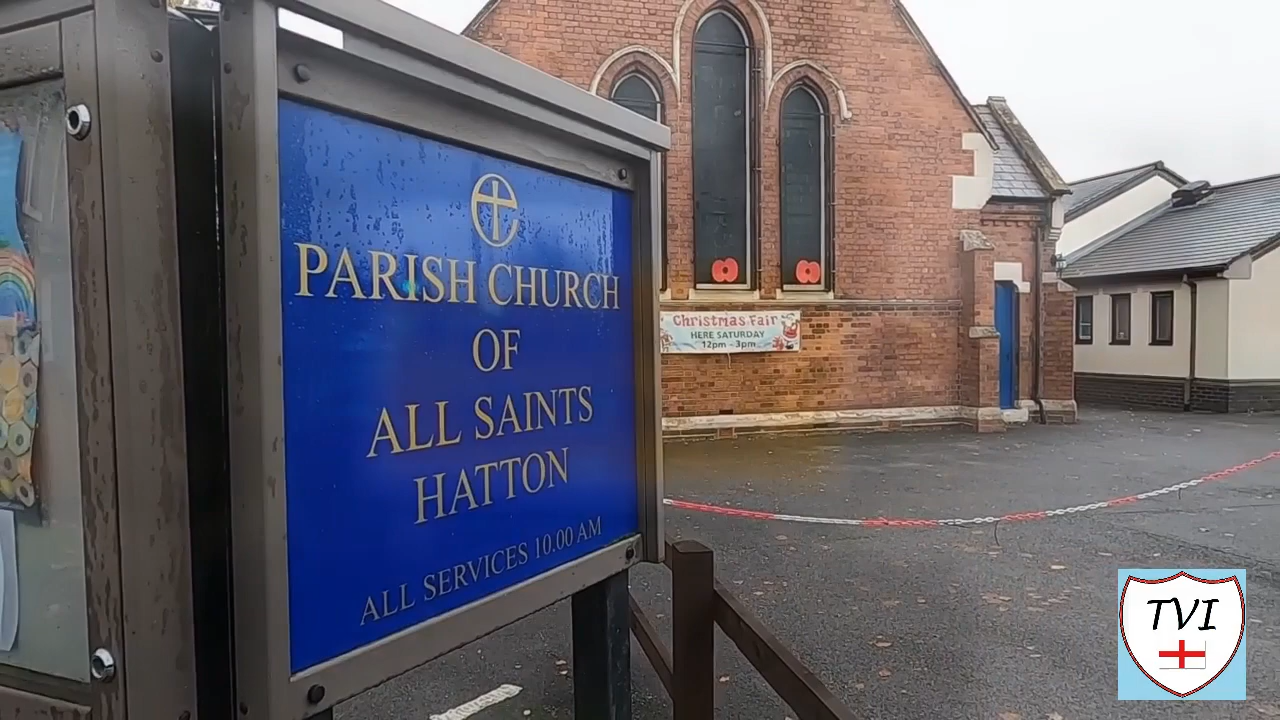 PARISH CHURCH
OF
ALL SAINTS
HATTON
ALL SERVICES 10.00 AM
Christmas Fair
HERE SATURDAY
12pm - 3pm
TVI